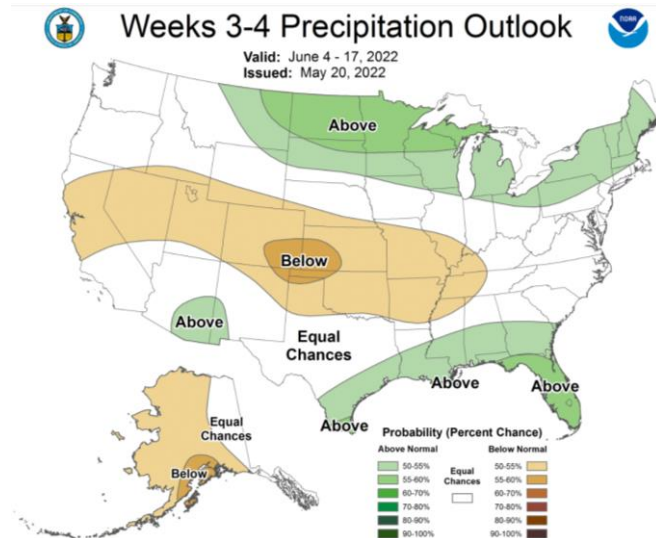 Weeks 3-4 Precipitation Outlook
NOAA
Valid: June 4 - 17, 2022
Issued: May 20, 2022
Above
Below
Above
Equal
Chances
Above
Above
Above
Equal
Chances
Below
Probability (Percent Chance)
Above Normal
Below Normal
50-55%
55-60%
60-70%
70-80%
80-90%
90-100%
Equal
Chances
50-55%
55-60%
60-70%
70-80%
80-90%
90-100%